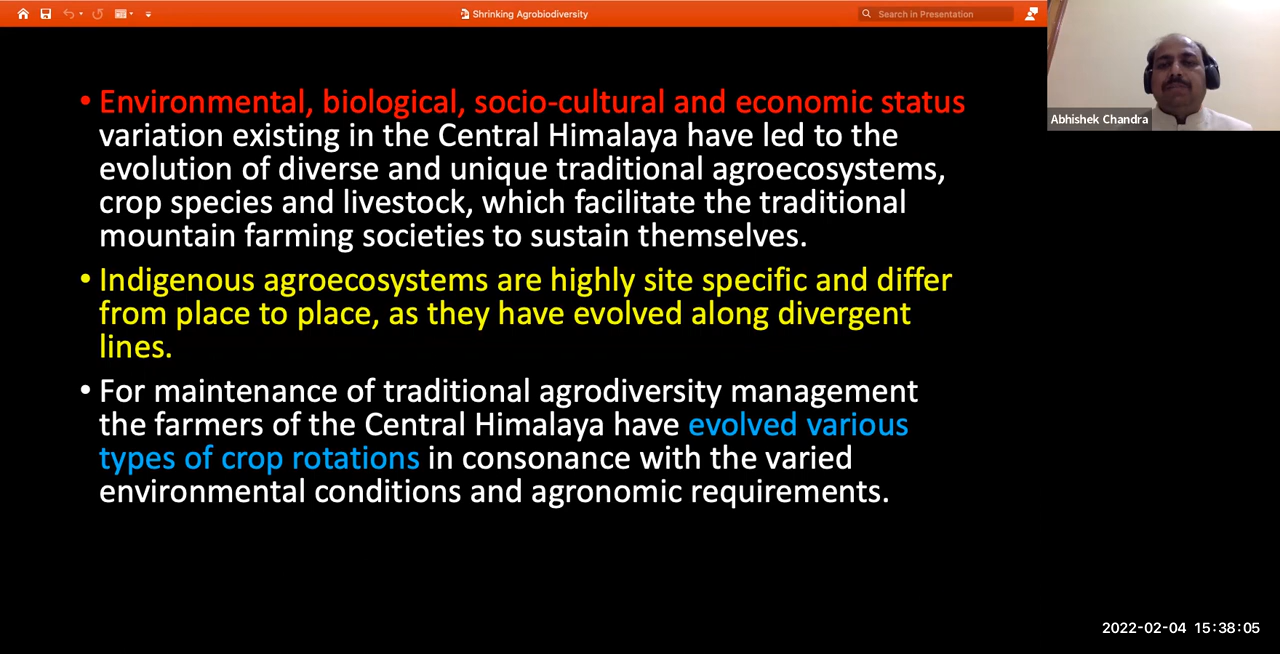 Shrinking Agrobiodiversity
Search in Presentation
Abhishek Chandra
• Environmental, biological, socio-cultural and economic status
variation existing in the Central Himalaya have led to the
evolution of diverse and unique traditional agroecosystems,
crop species and livestock, which facilitate the traditional
mountain farming societies to sustain themselves.
• Indigenous agroecosystems are highly site specific and differ
from place to place, as they have evolved along divergent
lines.
• For maintenance of traditional agrodiversity management
the farmers of the Central Himalaya have evolved various
types of crop rotations in consonance with the varied
environmental conditions and agronomic requirements.
2022-02-04 15:38:05